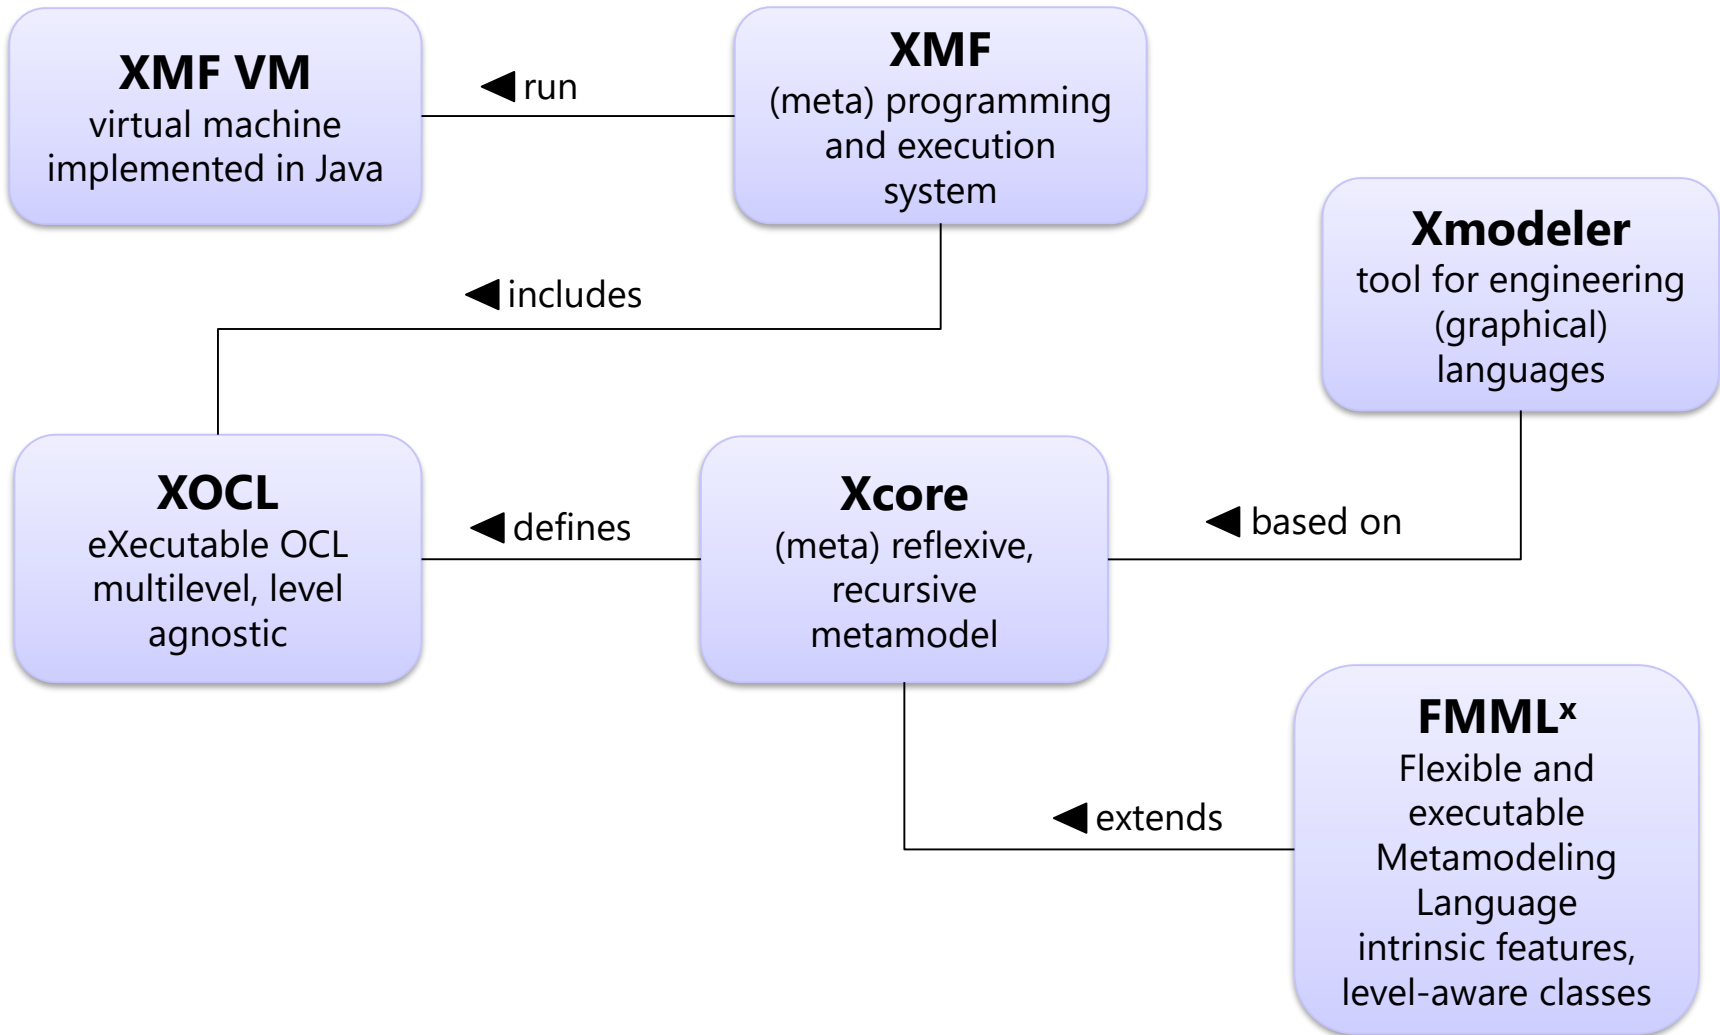 XMF VM
virtual machine
implemented in Java
◀ run
XMF
(meta) programming
and execution
system
◀ includes
Xmodeler
tool for engineering
(graphical)
languages
XOCL
eXecutable OCL
multilevel, level
agnostic
◀ defines
Xcore
(meta) reflexive,
recursive
metamodel
◀ based on
◀ extends
FMMLˣ
Flexible and
executable
Metamodeling
Language
intrinsic features,
level-aware classes